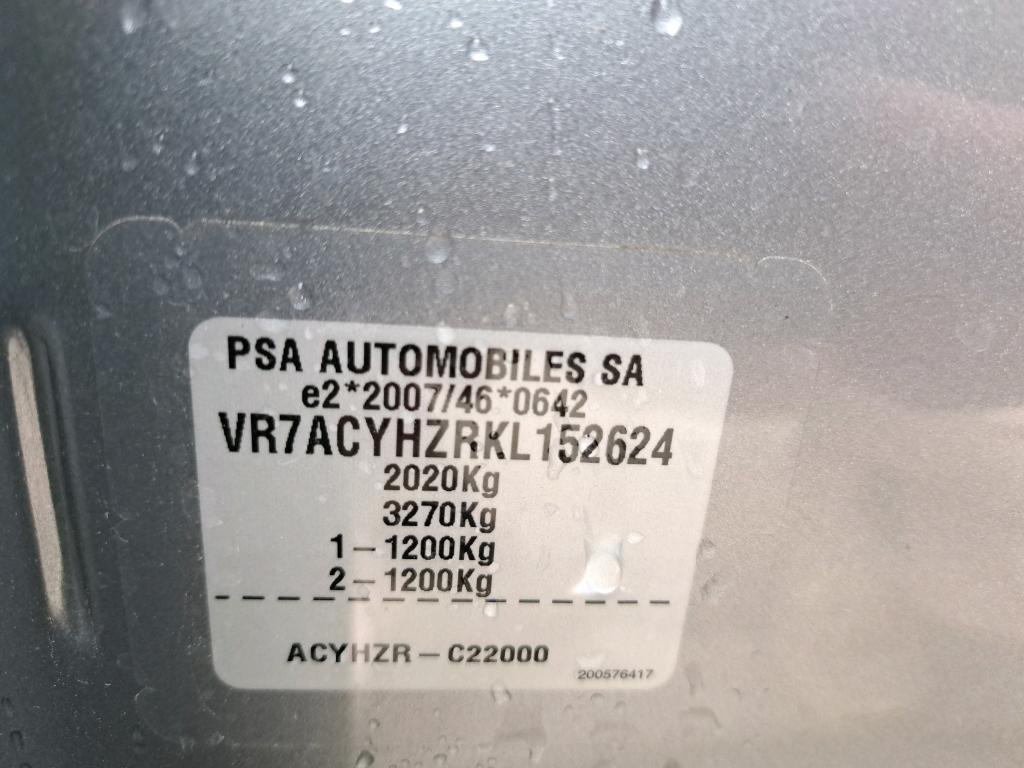 PSA AUTOMOBILES SA
e2*2007/46*0642
VR7ACYHZRKL152624
2020Kg
3270Kg
1 – 1200Kg
2 – 1200Kg
ACYHZR – C22000
200576417